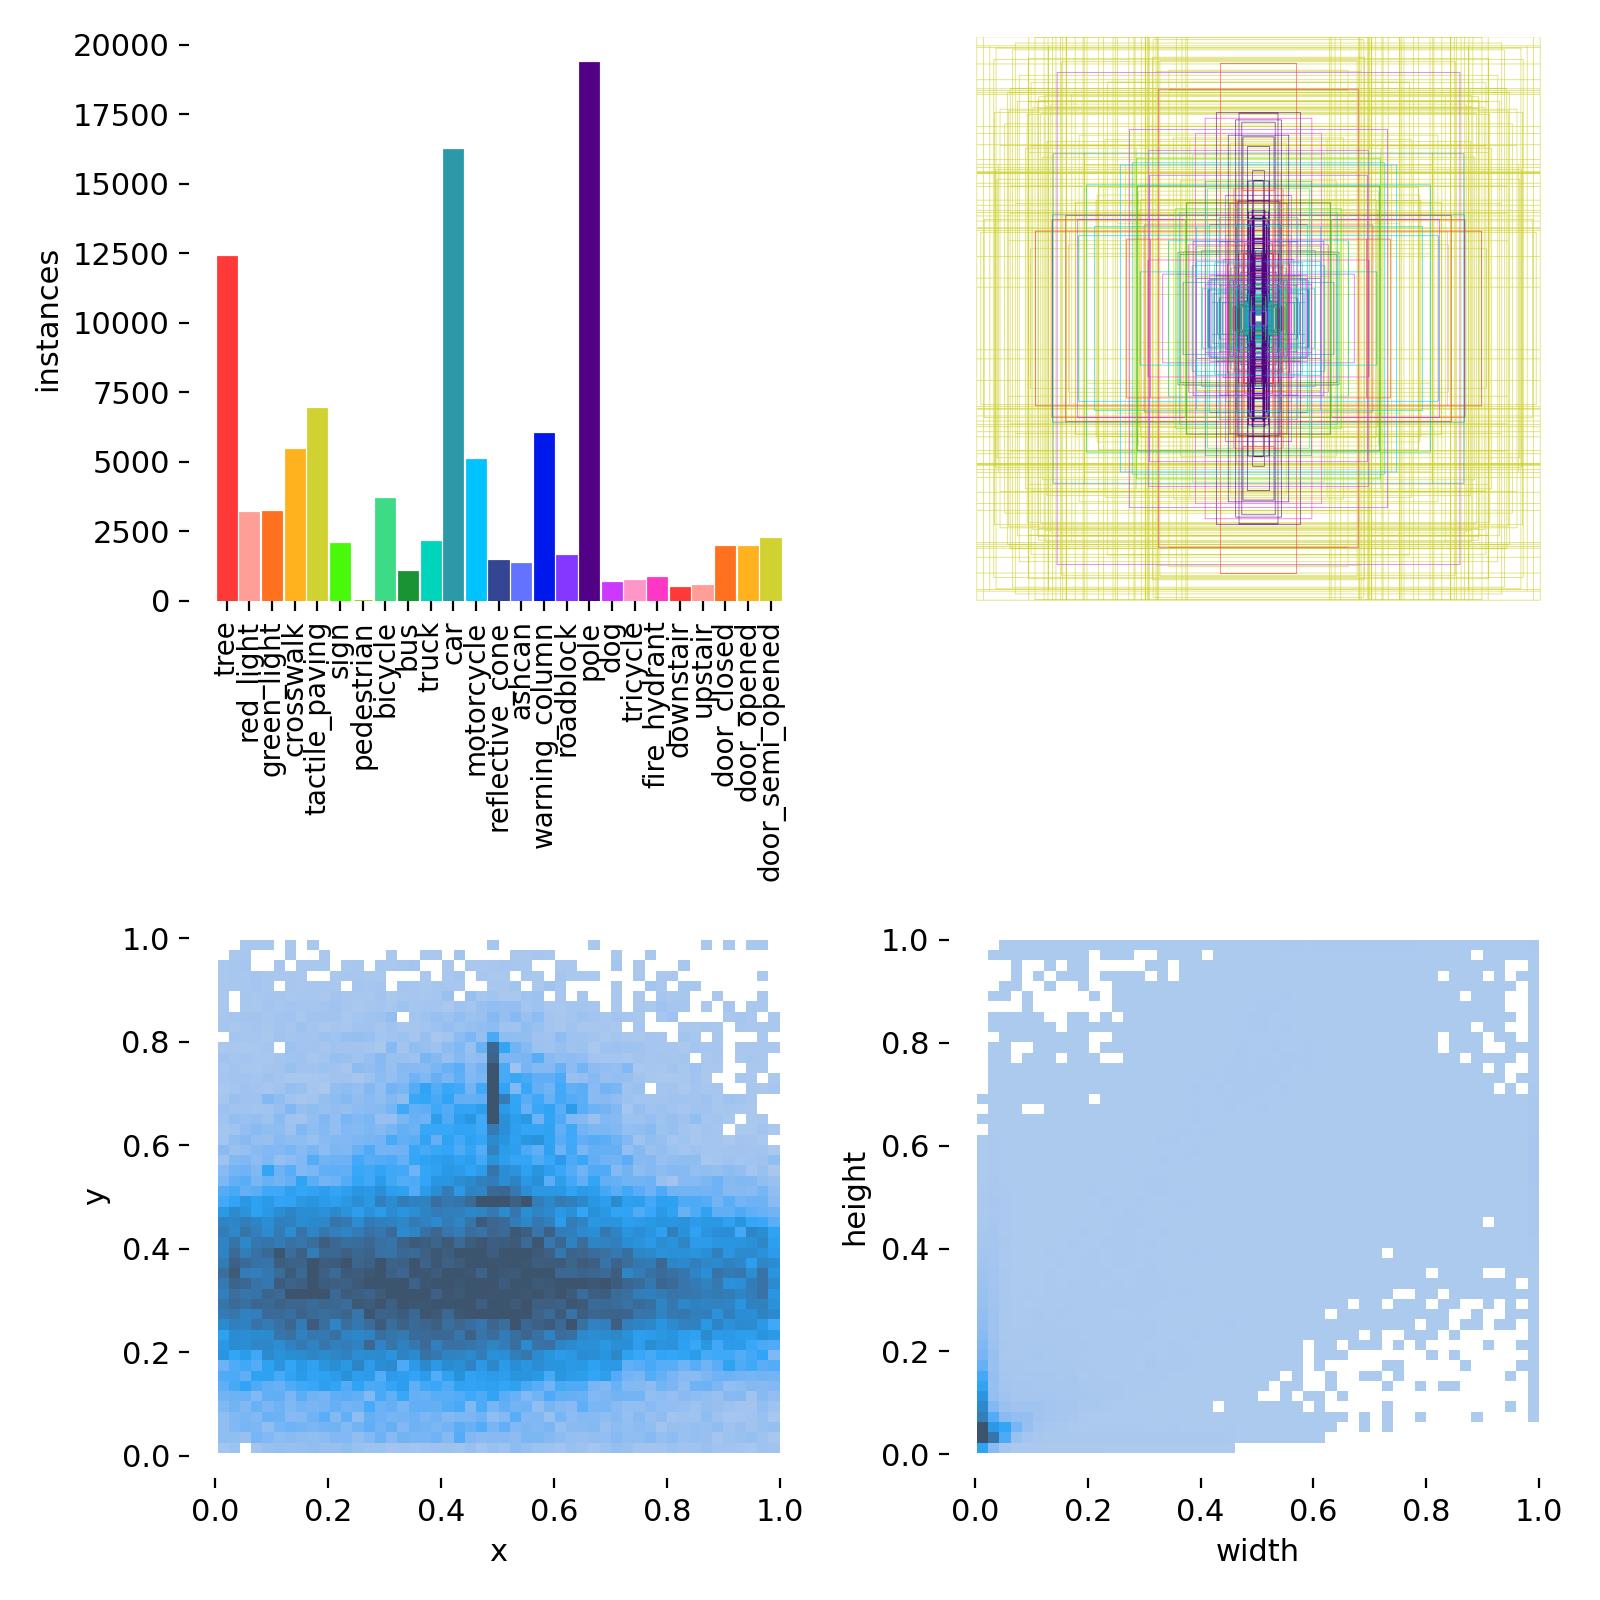 20000
17500
15000
12500
10000
7500
5000
2500
0
instances
tree
red_light
green_light
crosswalk
tactile_paving
sign
pedestrian
bicycle
bus
truck
car
motorcycle
reflective_cone
ashcan
warning_column
roadblock
pole
dog
tricycle
fire_hydrant
downstair
upstair
door_closed
door_opened
door_semi_opened
1.0
0.8
0.6
0.4
0.2
0.0
y
0.0 0.2 0.4 0.6 0.8 1.0
x
1.0
0.8
0.6
0.4
0.2
0.0
height
0.0 0.2 0.4 0.6 0.8 1.0
width